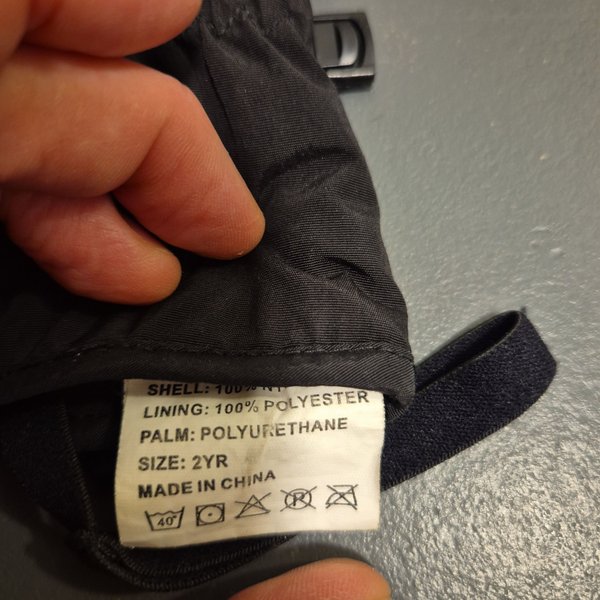 SHELL: 100%
LINING: 100% POLYESTER
PALM: POLYURETHANE
SIZE: 2YR
MADE IN CHINA
40° R